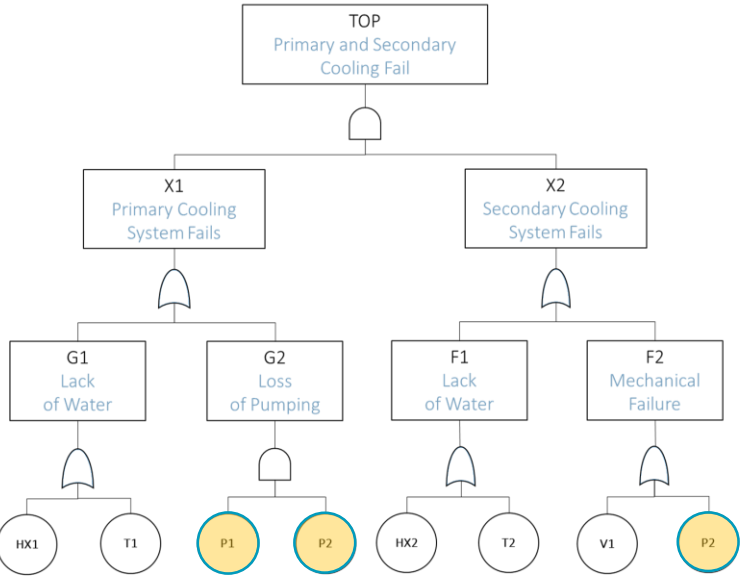 TOP
Primary and Secondary
Cooling Fail
X1
Primary Cooling
System Fails
X2
Secondary Cooling
System Fails
G1
Lack
of Water
G2
Loss
of Pumping
F1
Lack
of Water
F2
Mechanical
Failure
HX1
T1
P1
P2
HX2
T2
V1
P2